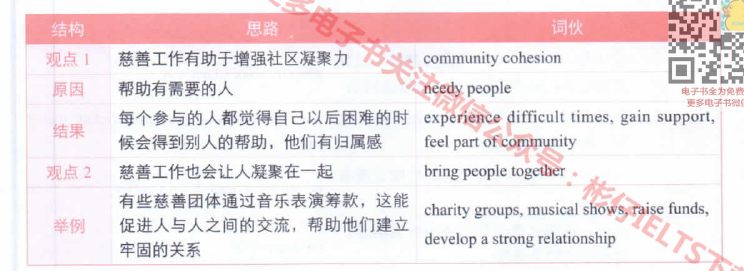 结构 思路 词伙
观点 1 慈善工作有助于增强社区凝聚力 community cohesion
原因 帮助有需要的人 needy people
每个参与的人都觉得自己以后困难的时 experience difficult times, gain support,
结果
候会得到别人的帮助，他们有归属感 feel part of community
观点 2 慈善工作也会让人凝聚在一起 bring people together
有些慈善团体通过音乐表演筹款，这能 charity groups, musical shows, raise funds,
举例 促进人与人之间的交流，帮助他们建立
牢固的关系 develop a strong relationship
更多电子书关注微信公众号：彬仔IELTS
电子书全为免费
更多电子书微信